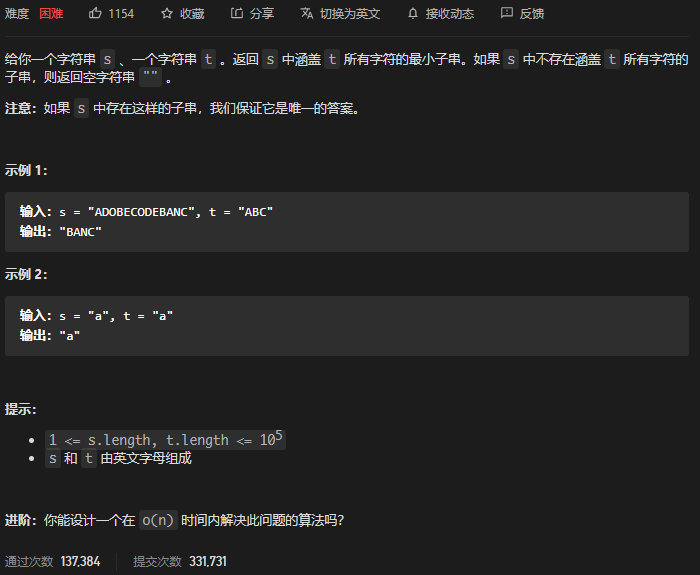 难度 困难 1154 收藏 分享 切换为英文 接收动态 反馈
给你一个字符串 s 、一个字符串 t 。返回 s 中涵盖 t 所有字符的最小子串。如果 s 中不存在涵盖 t 所有字符的
子串，则返回空字符串 "" 。
注意：如果 s 中存在这样的子串，我们保证它是唯一的答案。
示例 1：
输入：s = "ADOBECODEBANC", t = "ABC"
输出："BANC"
示例 2：
输入：s = "a", t = "a"
输出："a"
提示：
• 1 <= s.length, t.length <= 10⁵
• s 和 t 由英文字母组成
进阶：你能设计一个在 o(n) 时间内解决此问题的算法吗？
通过次数 137,384 提交次数 331,731